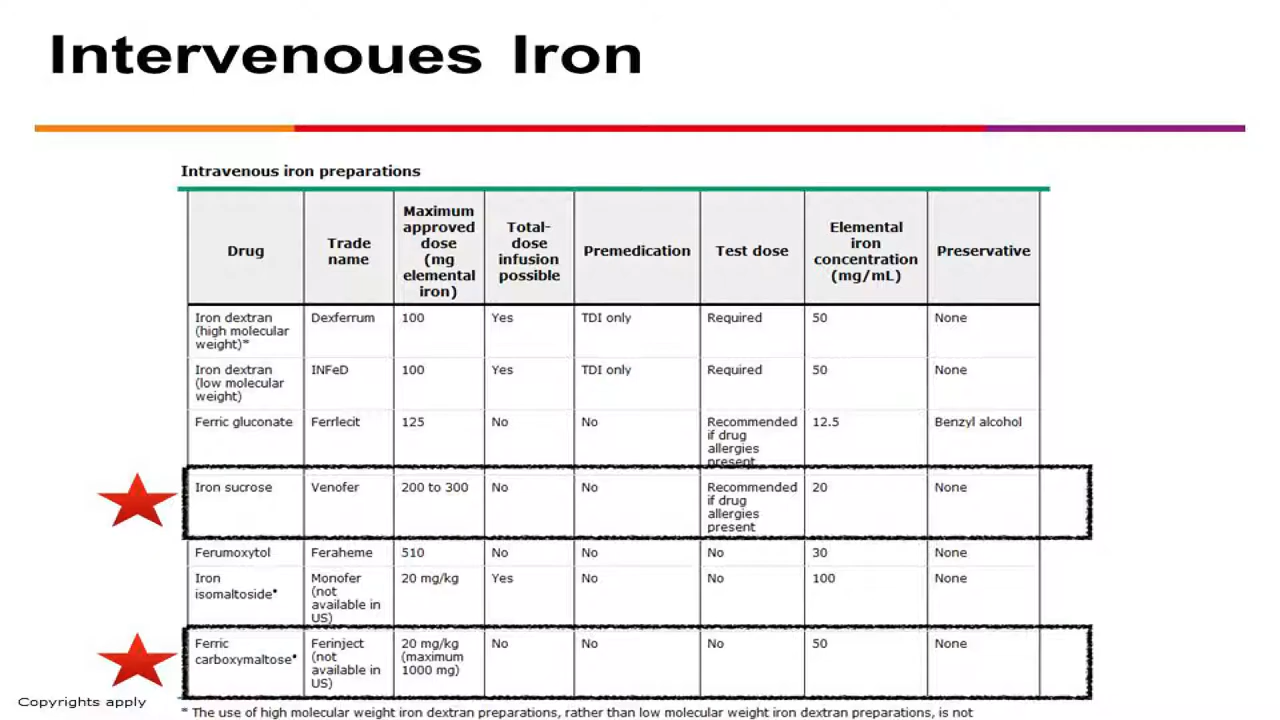 Intervenoues Iron
Intravenous iron preparations
Drug
Trade
name
Maximum
approved
dose
(mg
elemental
iron)
Total-
dose
infusion
possible
Premedication
Test dose
Elemental
iron
concentration
(mg/mL)
Preservative
Iron dextran
(high molecular
weight)*
Dexferrum
100
Yes
TDI only
Required
50
None
Iron dextran
(low molecular
weight)
INFeD
100
Yes
TDI only
Required
50
None
Ferric gluconate
Ferrlecit
125
No
No
Recommended
if drug
allergies
present
12.5
Benzyl alcohol
Iron sucrose
Venofer
200 to 300
No
No
Recommended
if drug
allergies
present
20
None
Ferumoxytol
Feraheme
510
No
No
No
30
None
Iron
isomaltoside•
Monofer
(not
available in
US)
20 mg/kg
Yes
No
No
100
None
Ferric
carboxymaltose•
Ferinject
(not
available in
US)
20 mg/kg
(maximum
1000 mg)
No
No
No
50
None
Copyrights apply
* The use of high molecular weight iron dextran preparations, rather than low molecular weight iron dextran preparations, is not